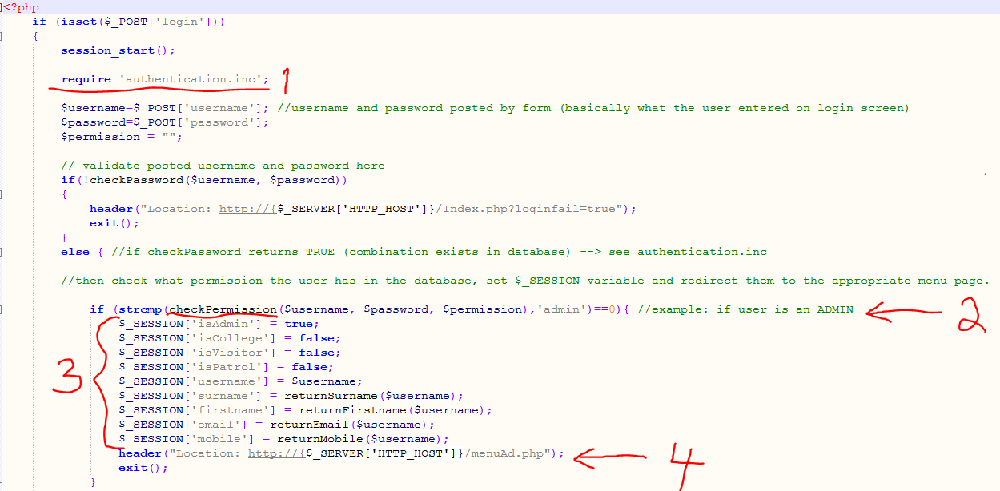 <?php
if (isset($_POST['login']))
{
session_start();
require 'authentication.inc'; 1
$username=$_POST['username']; //username and password posted by form (basically what the user entered on login screen)
$password=$_POST['password'];
$permission = "";
// validate posted username and password here
if(!checkPassword($username, $password))
{
header("Location: http://{$_SERVER['HTTP_HOST']}/Index.php?loginfail=true");
exit();
}
else { //if checkPassword returns TRUE (combination exists in database) --> see authentication.inc
//then check what permission the user has in the database, set $_SESSION variable and redirect them to the appropriate menu page.
if (strcmp(checkPermission($username, $password, $permission),'admin')==0){ //example: if user is an ADMIN 2
$_SESSION['isAdmin'] = true;
$_SESSION['isCollege'] = false;
$_SESSION['isVisitor'] = false;
3 $_SESSION['isPatrol'] = false;
$_SESSION['username'] = $username;
$_SESSION['surname'] = returnSurname($username);
$_SESSION['firstname'] = returnFirstname($username);
$_SESSION['email'] = returnEmail($username);
$_SESSION['mobile'] = returnMobile($username);
header("Location: http://{$_SERVER['HTTP_HOST']}/menuAd.php"); 4
exit();
}